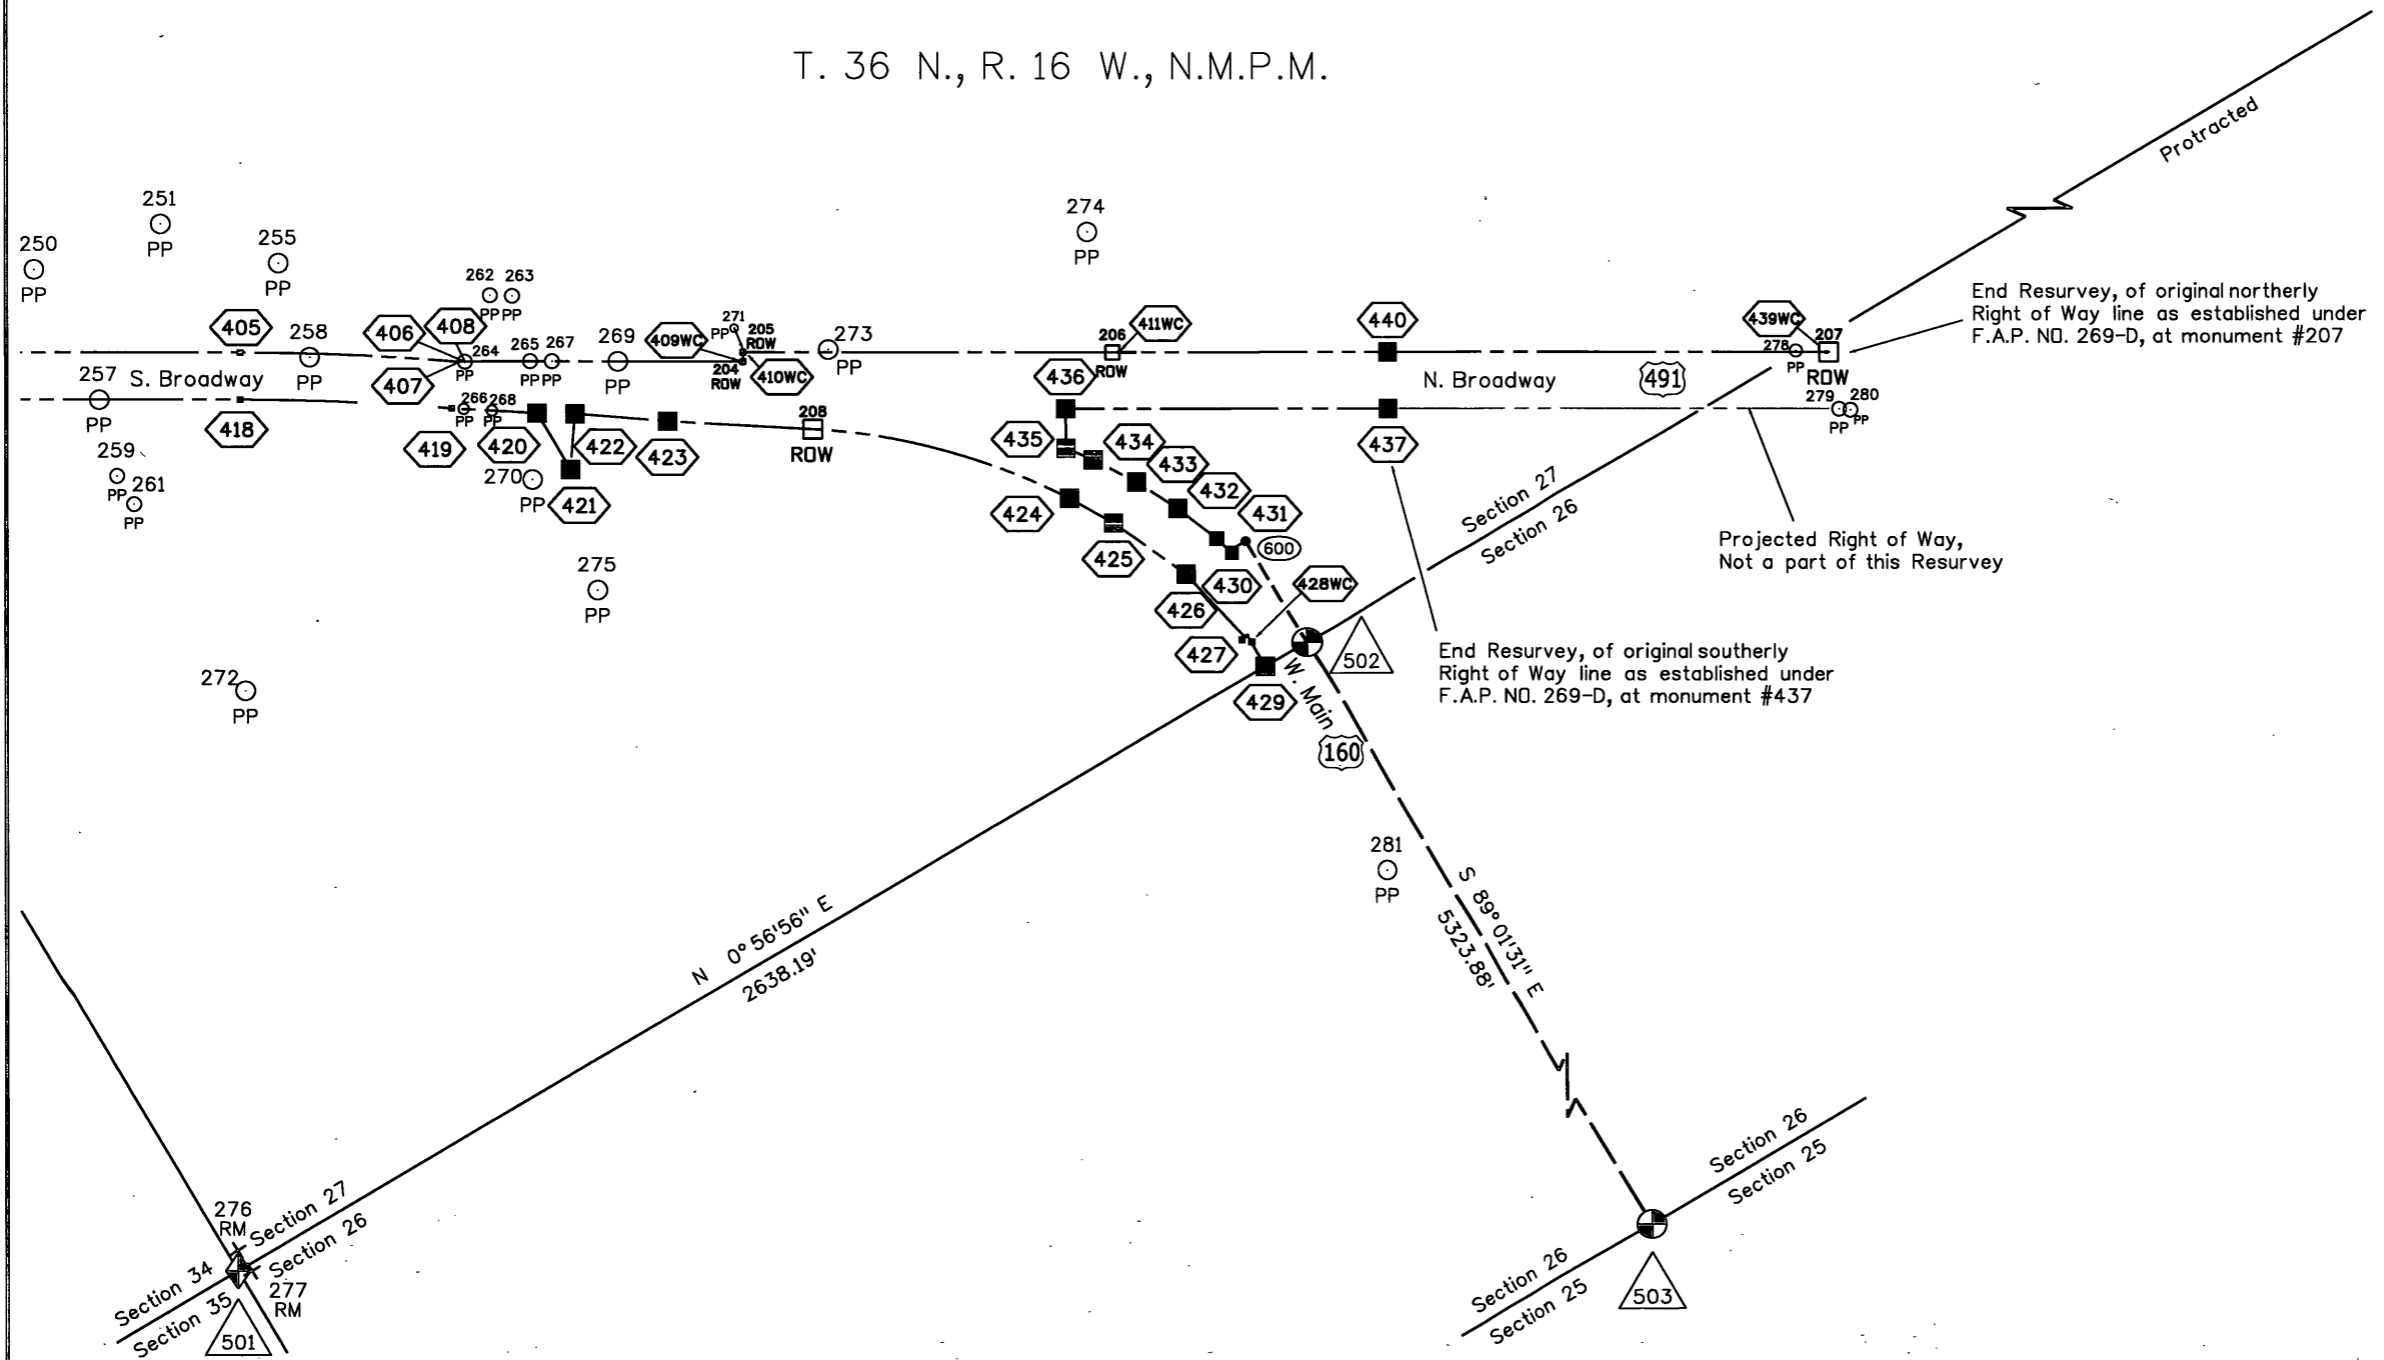 T. 36 N., R. 16 W., N.M.P.M.
Protracted
251
PP
250
PP
255
PP
274
PP
262
PP
263
PP
405
258
PP
406
408
407
264
PP
265
PP
267
PP
269
PP
409WC
271
PP
205
ROW
204
ROW
410WC
273
PP
206
ROW
411WC
440
439WC
207
ROW
278
PP
End Resurvey, of original northerly
Right of Way line as established under
F.A.P. NO. 269-D, at monument #207
257
PP
S. Broadway
436
N. Broadway
491
279
PP
280
PP
418
266
PP
268
PP
419
420
422
423
208
ROW
435
434
433
432
431
437
259
PP
261
PP
270
PP
421
424
425
600
430
428WC
426
427
429
502
Section 27
Section 26
Projected Right of Way,
Not a part of this Resurvey
275
PP
272
PP
W. Main
160
End Resurvey, of original southerly
Right of Way line as established under
F.A.P. NO. 269-D, at monument #437
281
PP
N 0° 56'56" E
2638.19'
S 89° 01'31" E
5323.88'
276
RM
Section 27
Section 26
Section 34
Section 35
277
RM
501
Section 26
Section 25
Section 26
Section 25
503